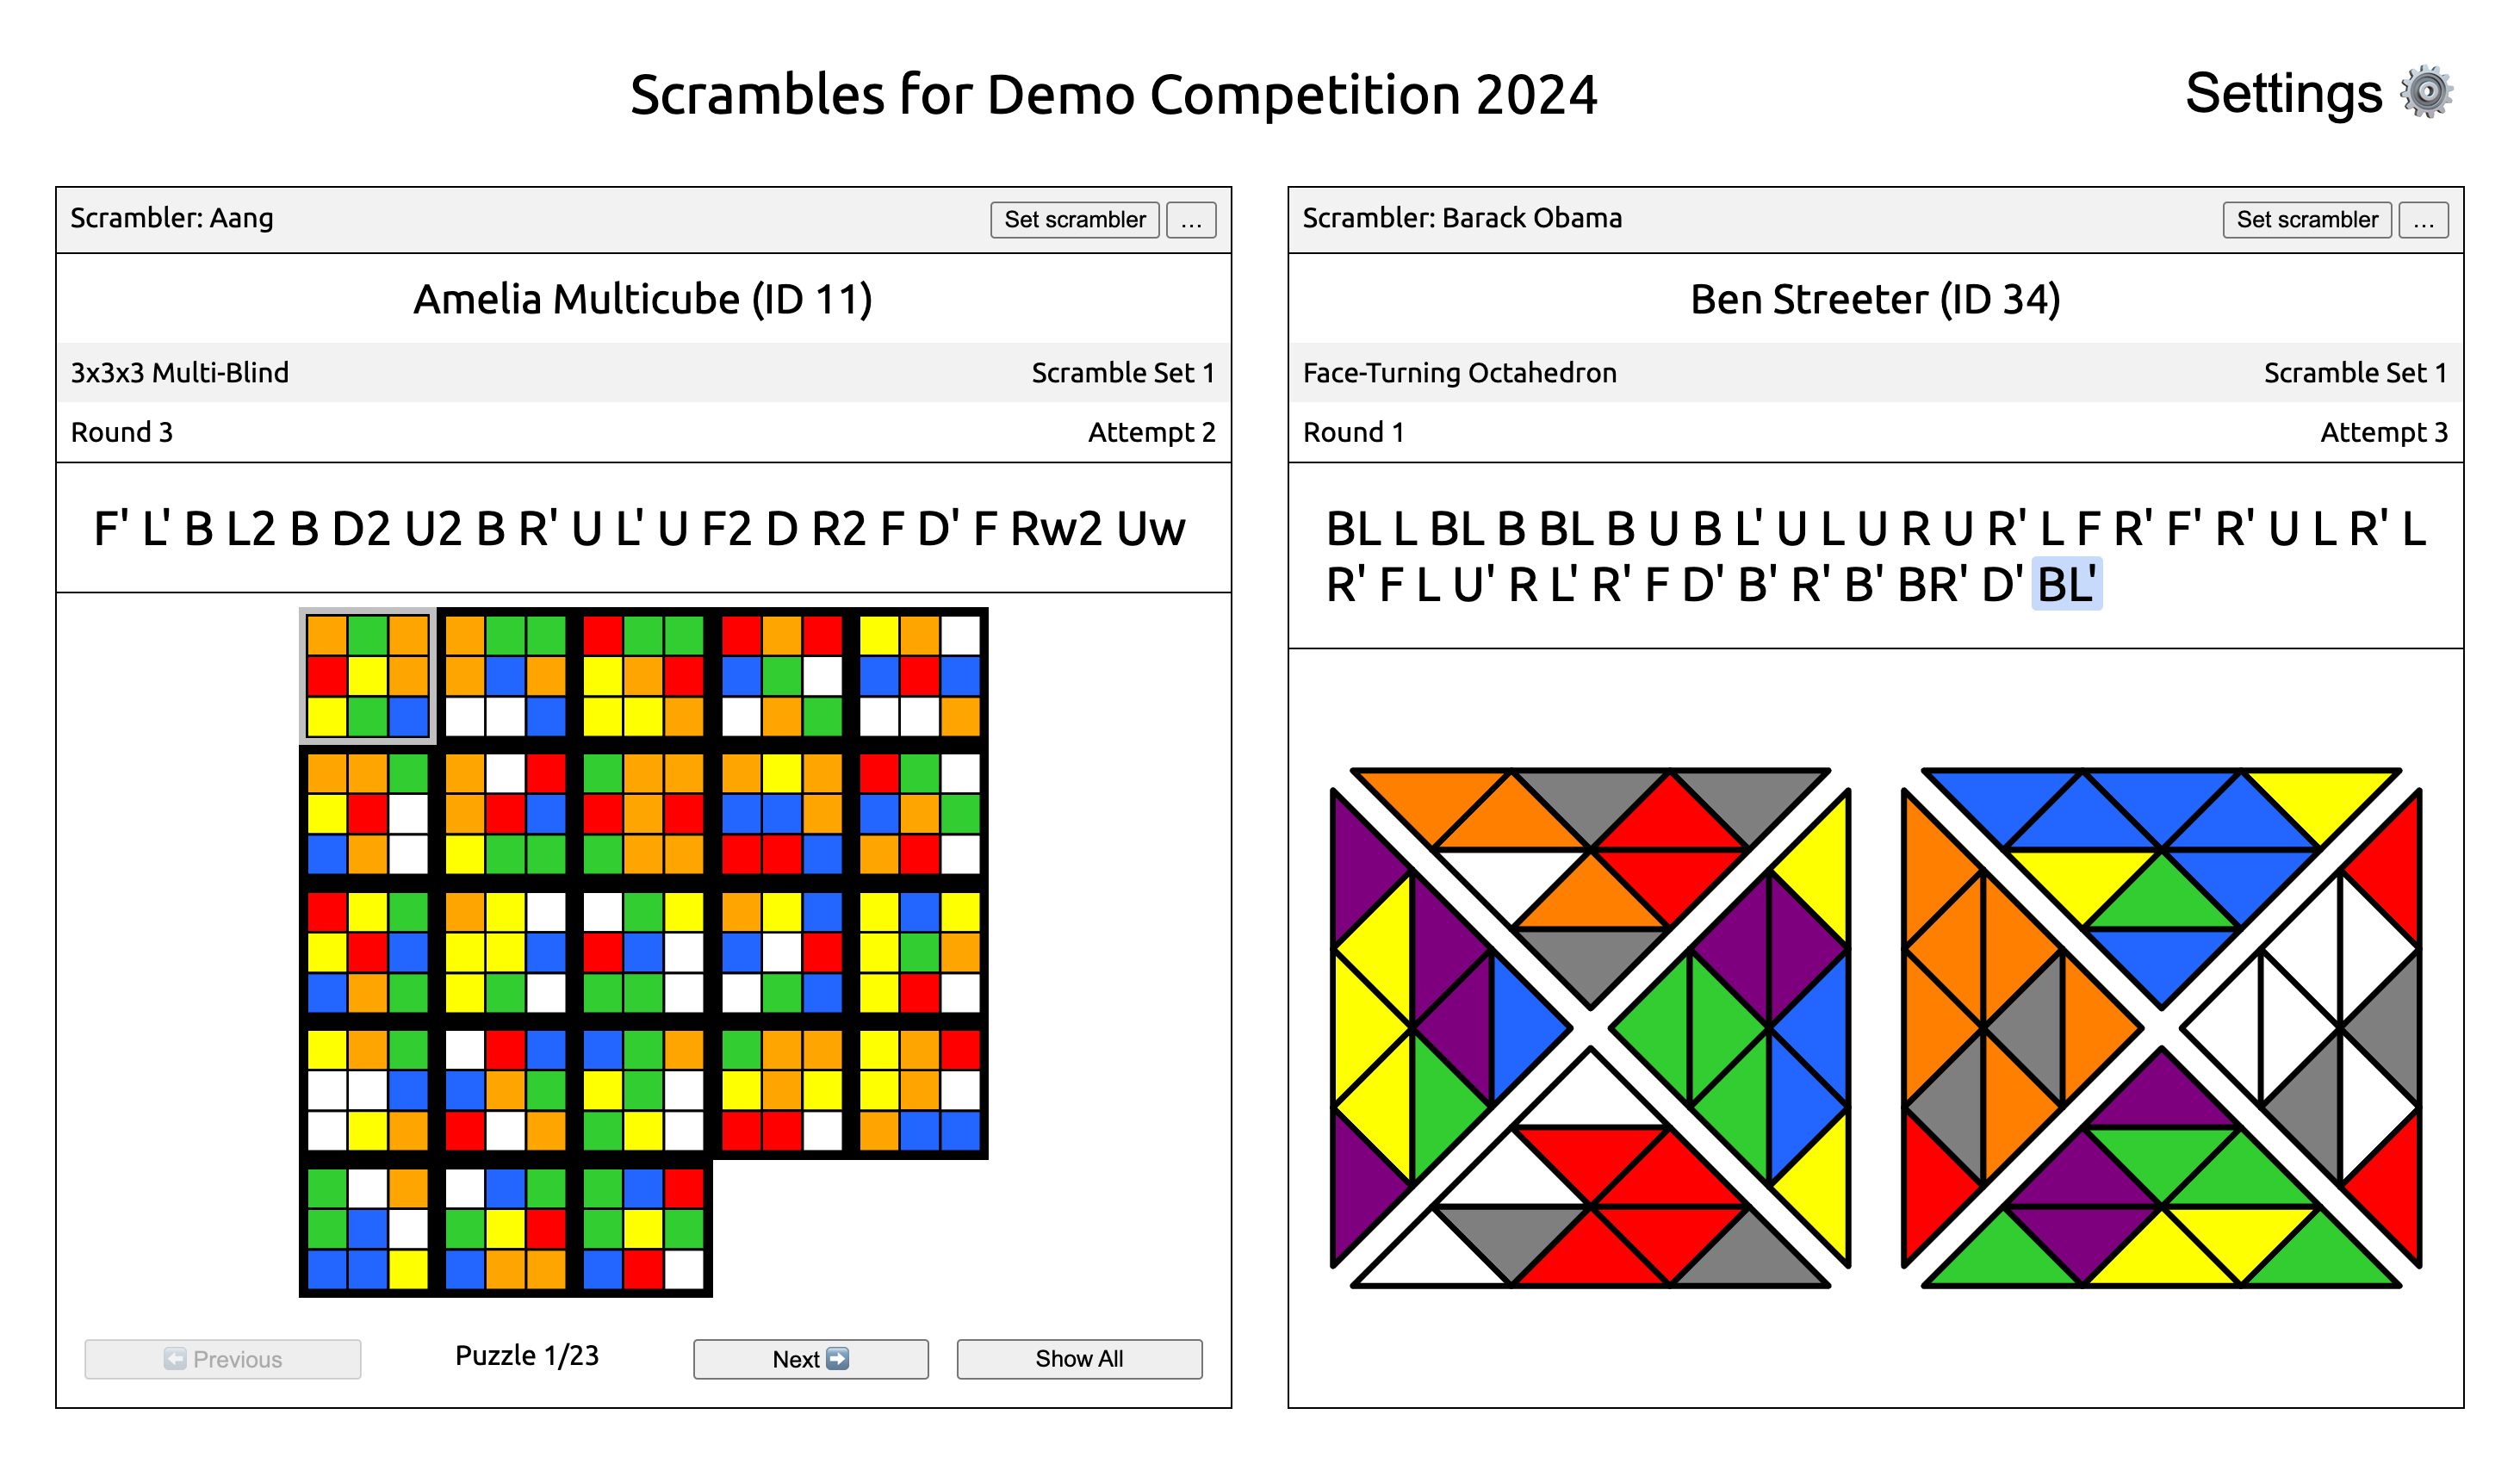 Scrambles for Demo Competition 2024
Settings ⚙️
Scrambler: Aang
Set scrambler
...
Amelia Multicube (ID 11)
3x3x3 Multi-Blind
Scramble Set 1
Round 3
Attempt 2
F' L' B L2 B D2 U2 B R' U L' U F2 D R2 F D' F Rw2 Uw
⬅️ Previous
Puzzle 1/23
Next ➡️
Show All
Scrambler: Barack Obama
Set scrambler
...
Ben Streeter (ID 34)
Face-Turning Octahedron
Scramble Set 1
Round 1
Attempt 3
BL L BL B BL B U B L' U L U R U R' L F R' F' R' U L R' L
R' F L U' R L' R' F D' B' R' B' BR' D' BL'